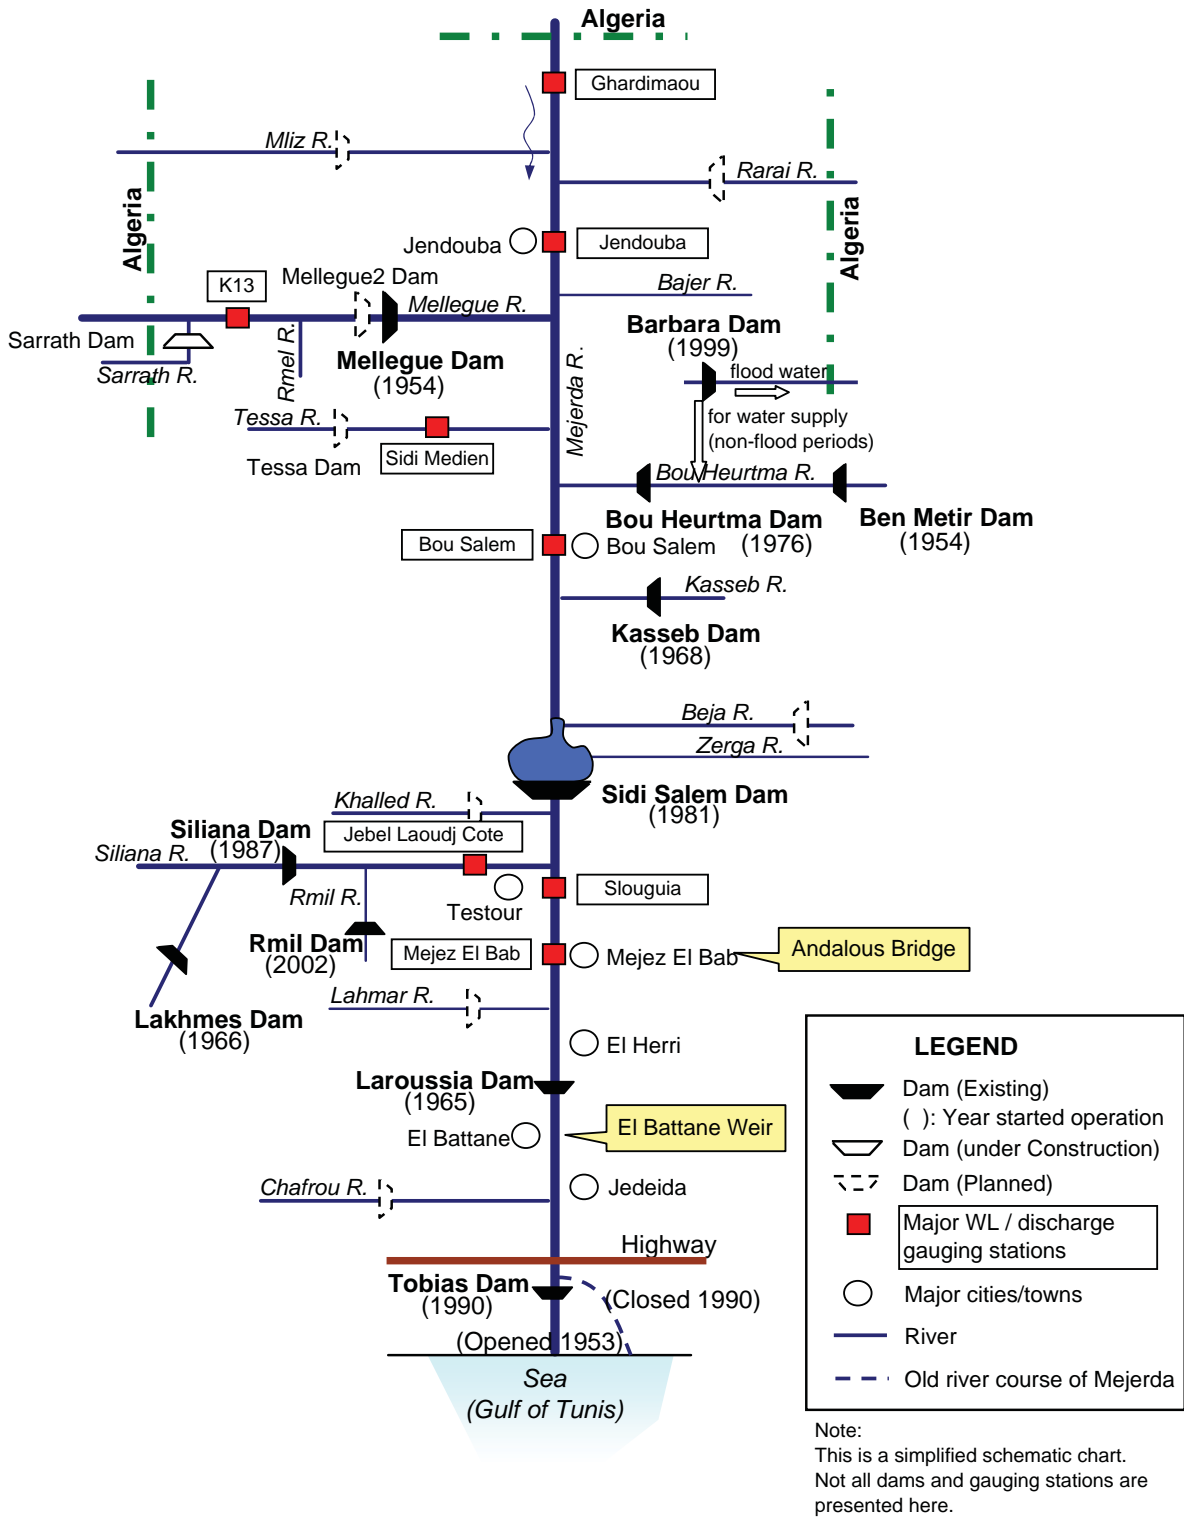 Algeria
Ghardimaou
Mliz R.
Rarai R.
Algeria
Algeria
Jendouba
Jendouba
K13
Mellegue2 Dam
Mellegue R.
Bajer R.
Sarrath Dam
Sarrath R.
Rmel R.
Mellegue Dam
(1954)
Mejerda R.
Barbara Dam
(1999)
flood water
for water supply
(non-flood periods)
Tessa R.
Tessa Dam
Sidi Medien
Bou Heurtma R.
Bou Heurtma Dam
(1976)
Ben Metir Dam
(1954)
Bou Salem
Bou Salem
Kasseb R.
Kasseb Dam
(1968)
Beja R.
Zerga R.
Sidi Salem Dam
(1981)
Khalled R.
Siliana Dam
(1987)
Jebel Laoudj Cote
Siliana R.
Rmil R.
Testour
Slouguia
Rmil Dam
(2002)
Mejez El Bab
Mejez El Bab
Andalous Bridge
Lakhmes Dam
(1966)
Lahmar R.
El Herri
Laroussia Dam
(1965)
El Battane
El Battane Weir
Chafrou R.
Jedeida
Highway
Tobias Dam
(1990)
(Closed 1990)
(Opened 1953)
Sea
(Gulf of Tunis)
LEGEND
Dam (Existing)
( ): Year started operation
Dam (under Construction)
Dam (Planned)
Major WL / discharge
gauging stations
Major cities/towns
River
Old river course of Mejerda
Note:
This is a simplified schematic chart.
Not all dams and gauging stations are
presented here.